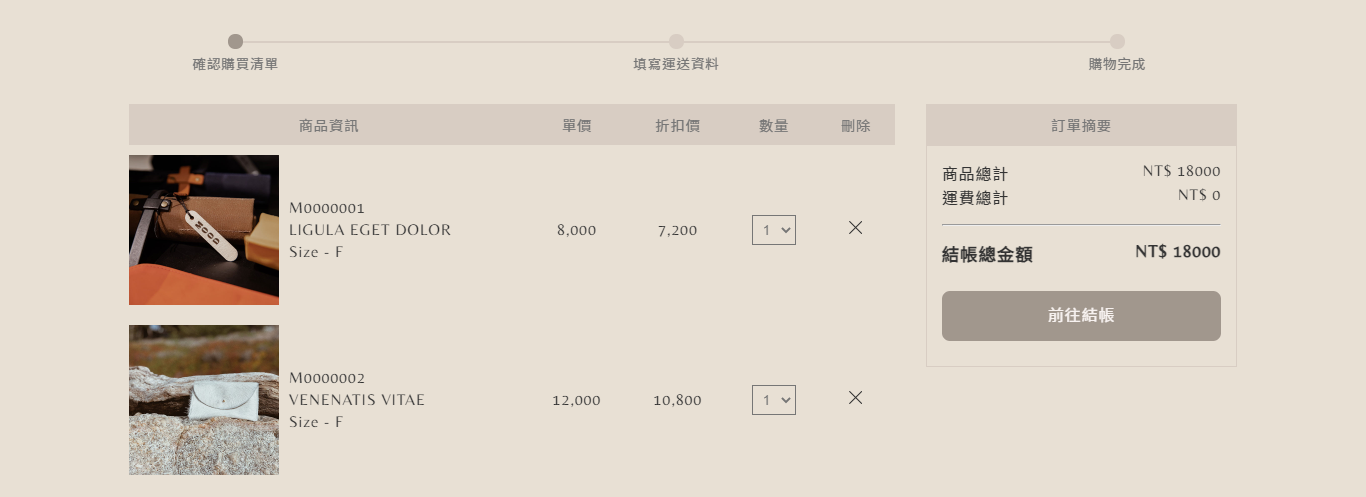 確認購買清單
填寫運送資料
購物完成
商品資訊 單價 折扣價 數量 刪除
MOOD
M0000001
LIGULA EGET DOLOR
Size - F
8,000 7,200 1
M0000002
VENENATIS VITAE
Size - F
12,000 10,800 1
訂單摘要
商品總計 NT$ 18000
運費總計 NT$ 0
結帳總金額 NT$ 18000
前往結帳